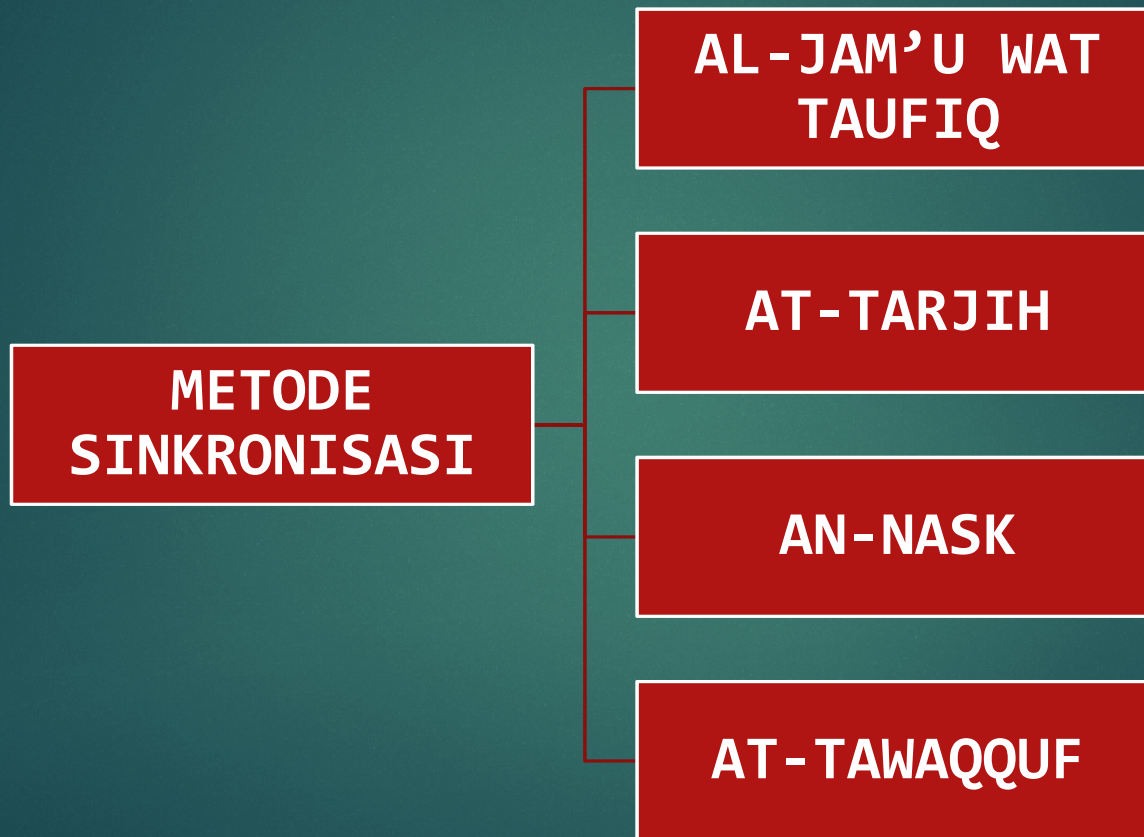 AL-JAM’U WAT
TAUFIQ
AT-TARJIH
METODE
SINKRONISASI
AN-NASK
AT-TAWAQQUF